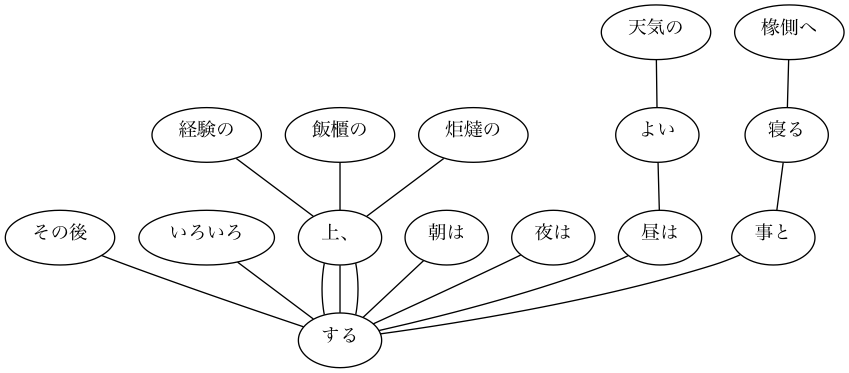 天気の 椽側へ
経験の 飯櫃の 炬燵の よい 寝る
その後 いろいろ 上、 朝は 夜は 昼は 事と
する